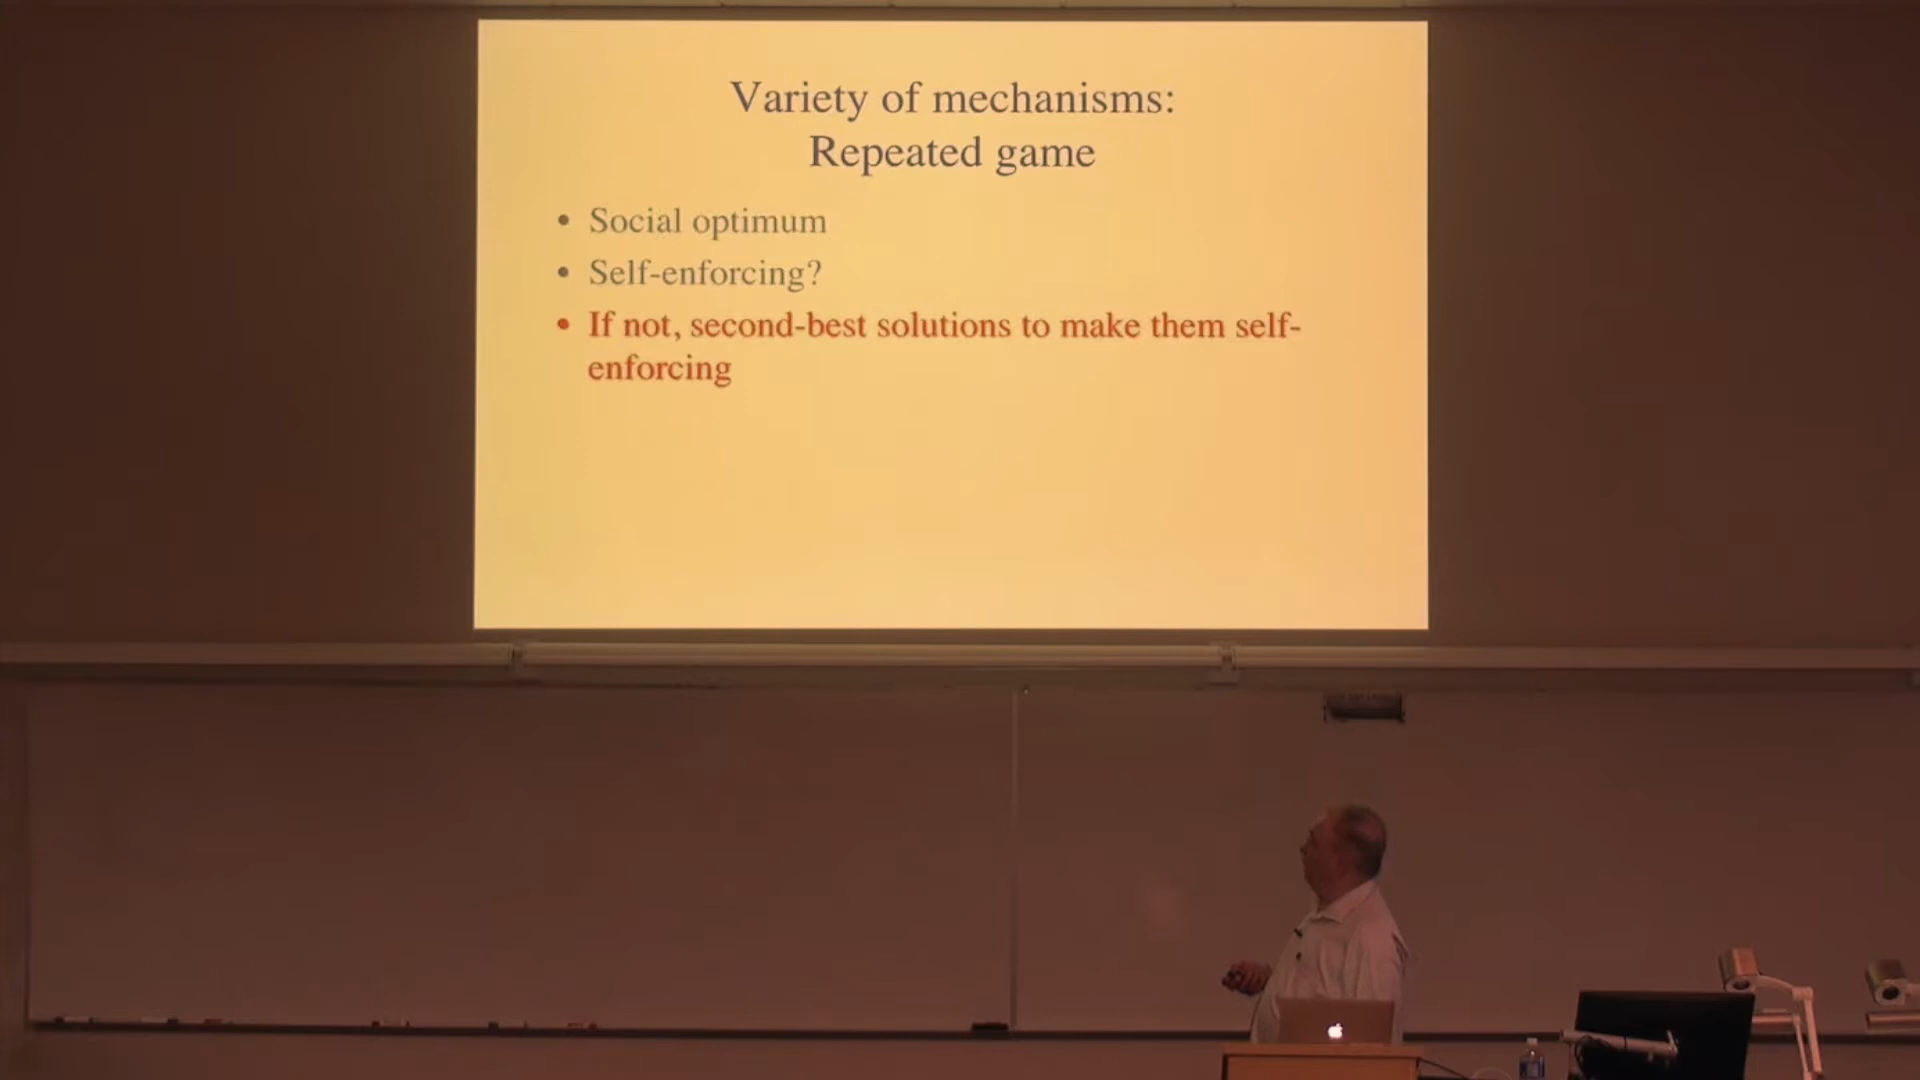 Variety of mechanisms:
Repeated game
• Social optimum
• Self-enforcing?
• If not, second-best solutions to make them self-
enforcing